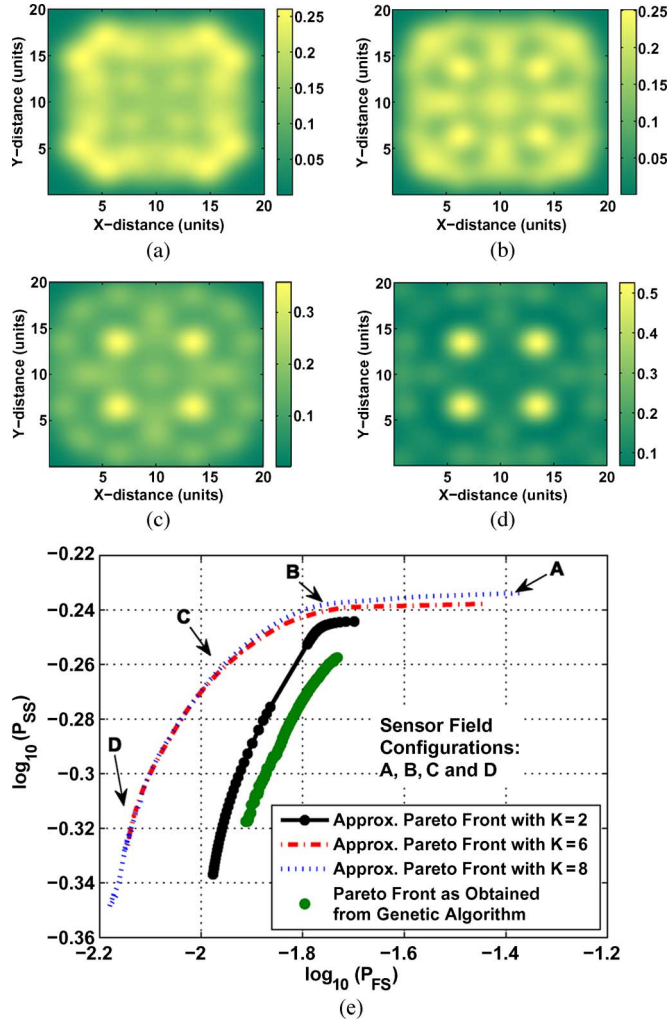 20
15
10
5
Y−distance (units)
5 10 15 20
X−distance (units)
0.25
0.2
0.15
0.1
0.05
(a)
20
15
10
5
Y−distance (units)
5 10 15 20
X−distance (units)
0.25
0.2
0.15
0.1
0.05
(b)
20
15
10
5
Y−distance (units)
5 10 15 20
X−distance (units)
0.3
0.2
0.1
(c)
20
15
10
5
Y−distance (units)
5 10 15 20
X−distance (units)
0.5
0.4
0.3
0.2
0.1
(d)
−0.22
−0.24
−0.26
−0.28
−0.3
−0.32
−0.34
−0.36
log10 (PSS)
A
B
C
D
Sensor Field
Configurations:
A, B, C and D
Approx. Pareto Front with K=2
Approx. Pareto Front with K=6
Approx. Pareto Front with K=8
Pareto Front as Obtained
from Genetic Algorithm
−2.2 −2 −1.8 −1.6 −1.4 −1.2
log10 (PFS)
(e)